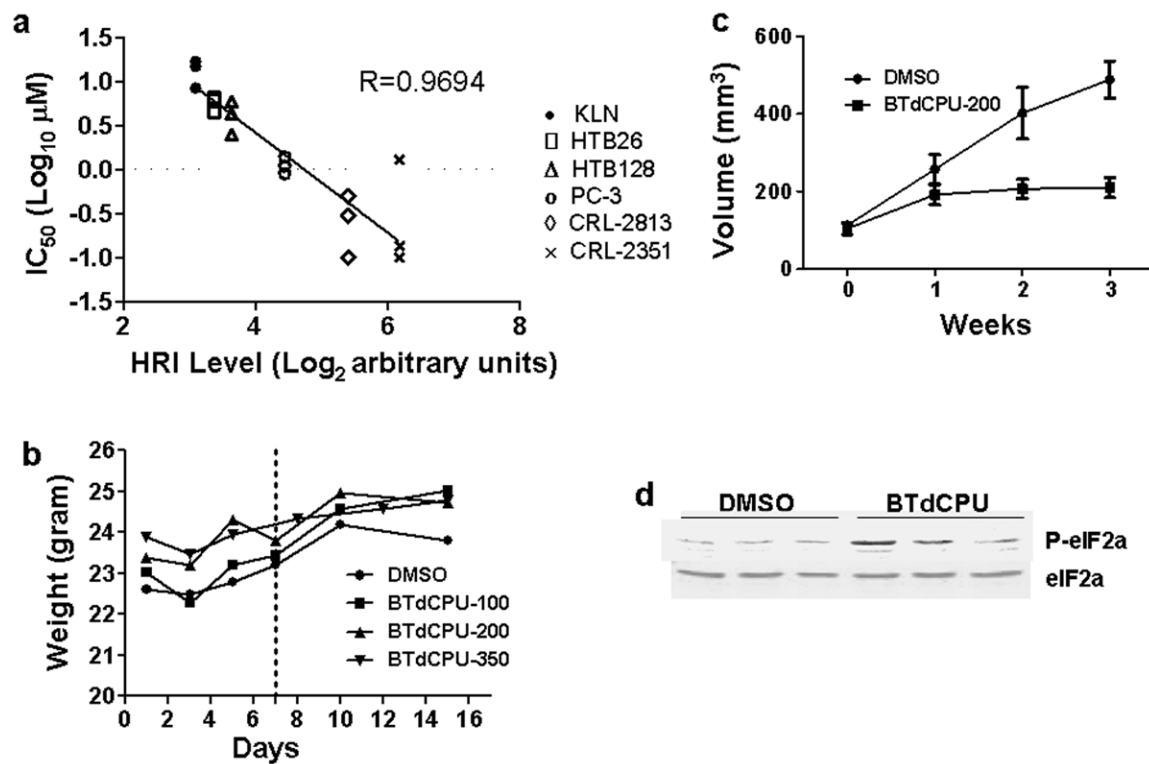 a
1.5
1.0
0.5
0.0
-0.5
-1.0
-1.5
2
4
6
8
IC50 (Log10 µM)
HRI Level (Log2 arbitrary units)
R=0.9694
KLN
HTB26
HTB128
PC-3
CRL-2813
CRL-2351
c
600
400
200
0
0
1
2
3
Volume (mm3)
Weeks
DMSO
BTdCPU-200
b
26
25
24
23
22
21
20
0
2
4
6
8
10
12
14
16
Weight (gram)
Days
DMSO
BTdCPU-100
BTdCPU-200
BTdCPU-350
d
DMSO
BTdCPU
P-eIF2a
eIF2a